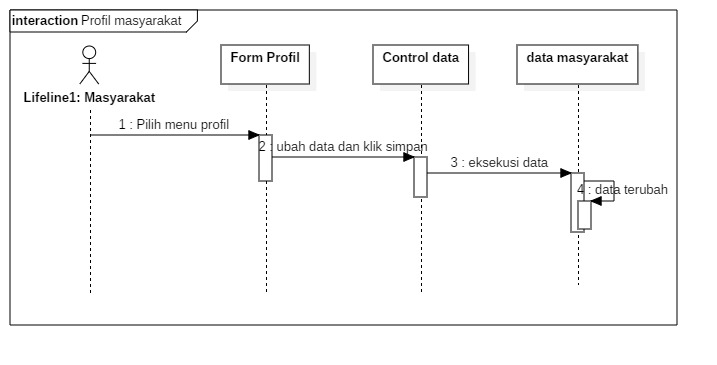 interaction Profil masyarakat
Form Profil
Control data
data masyarakat
Lifeline1: Masyarakat
1 : Pilih menu profil
2 : ubah data dan klik simpan
3 : eksekusi data
4 : data terubah